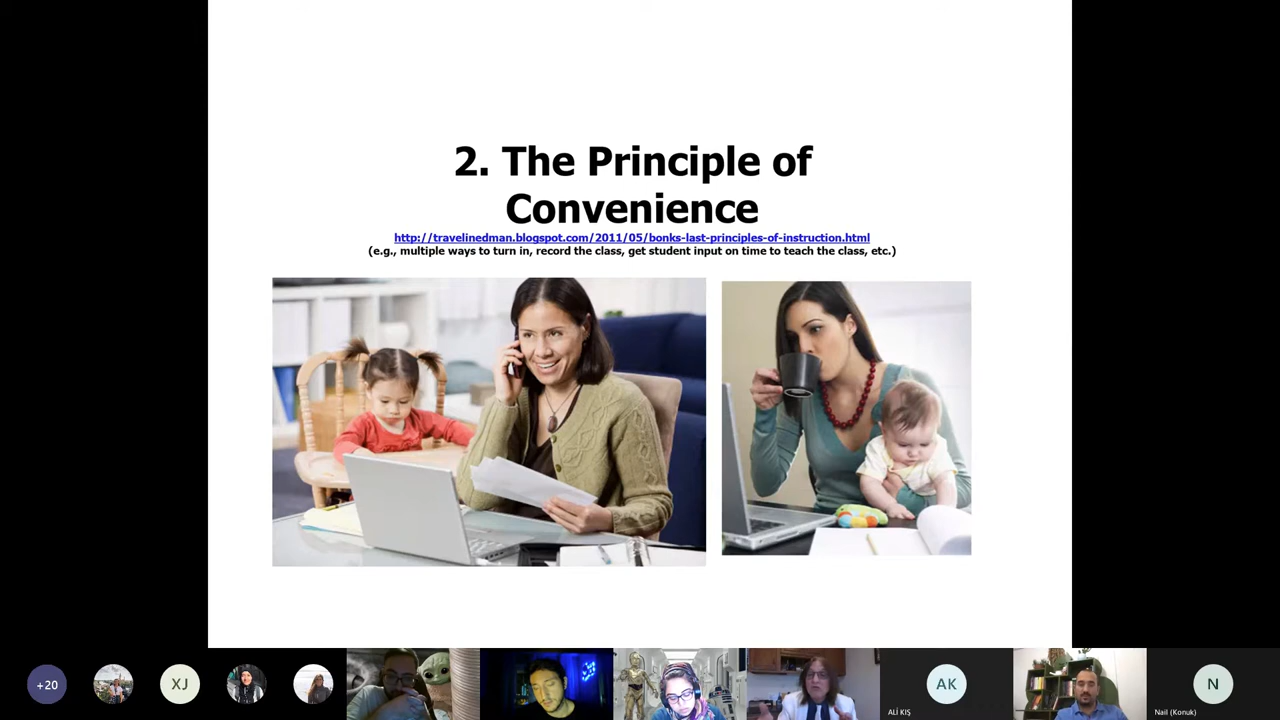 2. The Principle of
Convenience
http://travelinedman.blogspot.com/2011/05/bonks-last-principles-of-instruction.html
(e.g., multiple ways to turn in, record the class, get student input on time to teach the class, etc.)
+20
XJ
AK
N
ALİ KIŞ
Nail (Konuk)